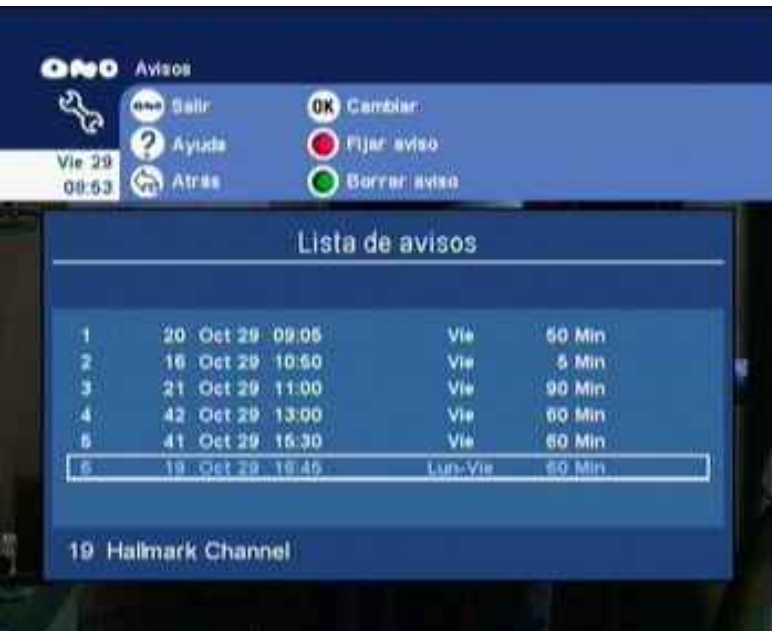 ONO Avisos
ono Salir OK Cambiar
? Ayuda Fijar aviso
Vie 29
09:53 Atrás Borrar aviso
Lista de avisos
1 20 Oct 29 09:05 Vie 50 Min
2 16 Oct 29 10:50 Vie 5 Min
3 21 Oct 29 11:00 Vie 90 Min
4 42 Oct 29 13:00 Vie 60 Min
5 41 Oct 29 15:30 Vie 60 Min
6 19 Oct 29 16:45 Lun-Vie 60 Min
19 Hallmark Channel